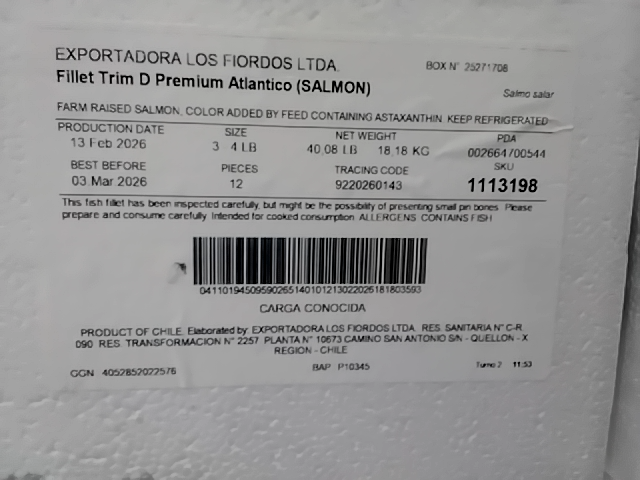 EXPORTADORA LOS FIORDOS LTDA.
BOX N° 25271708
Fillet Trim D Premium Atlantico (SALMON)
Salmo salar
FARM RAISED SALMON, COLOR ADDED BY FEED CONTAINING ASTAXANTHIN. KEEP REFRIGERATED
PRODUCTION DATE SIZE NET WEIGHT PDA
13 Feb 2026 3 4 LB 40,08 LB 18,18 KG 002664700544
BEST BEFORE PIECES TRACING CODE SKU
03 Mar 2026 12 9220260143 1113198
This fish fillet has been inspected carefully, but might be the possibility of presenting small pin bones. Please
prepare and consume carefully. Intended for cooked consumption. ALLERGENS: CONTAINS FISH
CARGA CONOCIDA
PRODUCT OF CHILE. Elaborated by: EXPORTADORA LOS FIORDOS LTDA. RES. SANITARIA N° C-R.
090 RES. TRANSFORMACION N° 2257 PLANTA N° 10673 CAMINO SAN ANTONIO S/N - QUELLON - X
REGION - CHILE
GGN 4052852022576 BAP P10345 Turno 2 11:53